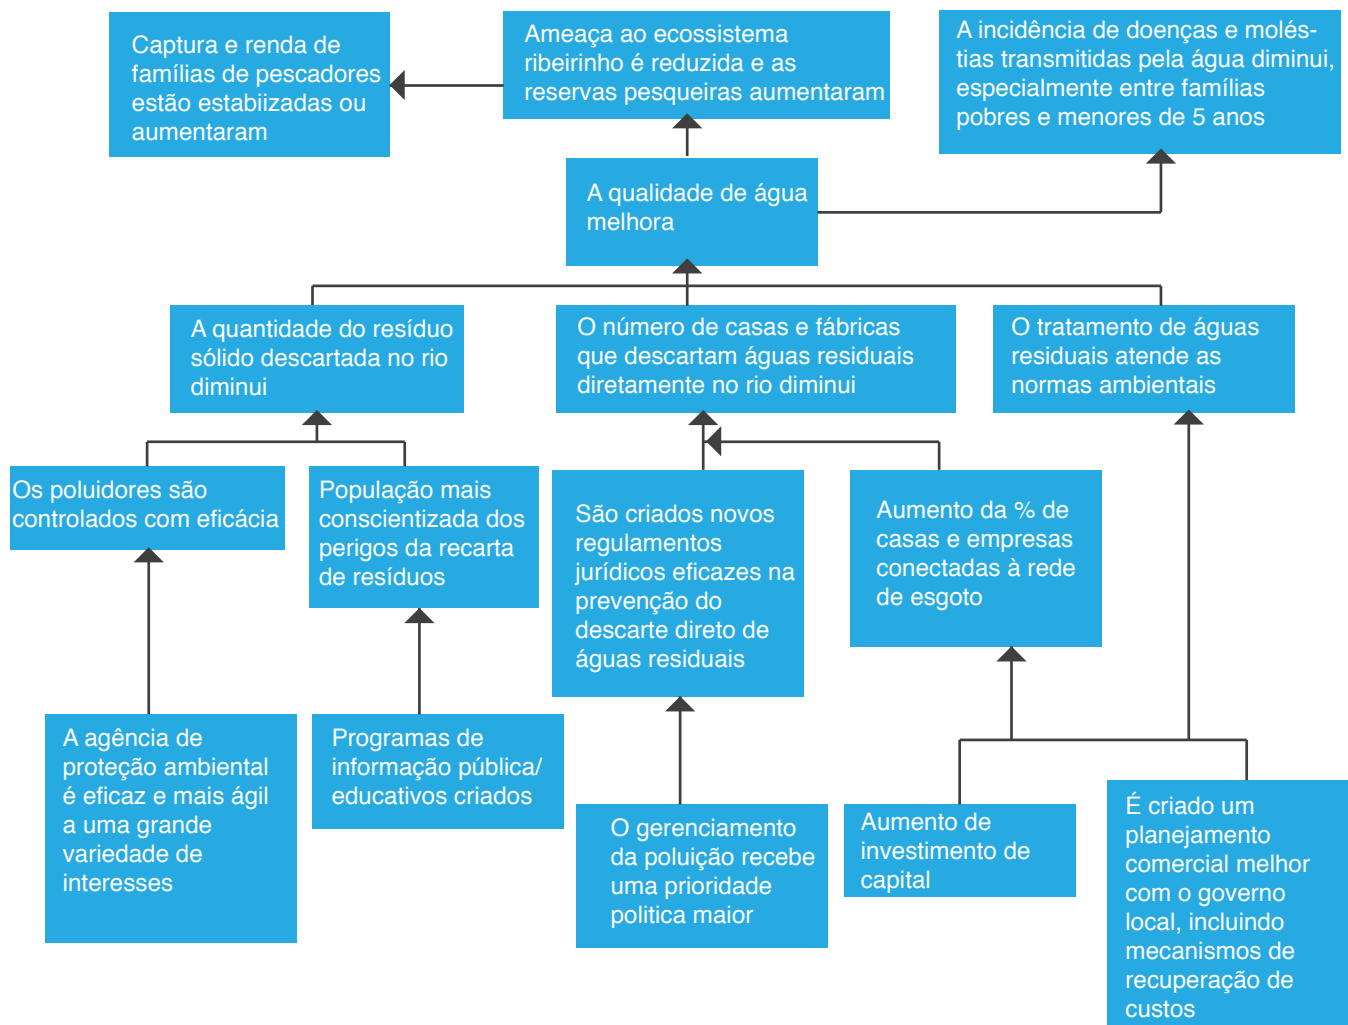 Captura e renda de
famílias de pescadores
estão estabiizadas ou
aumentaram
Ameaça ao ecossistema
ribeirinho é reduzida e as
reservas pesqueiras aumentaram
A incidência de doenças e molés-
tias transmitidas pela água diminui,
especialmente entre famílias
pobres e menores de 5 anos
A qualidade de água
melhora
A quantidade do resíduo
sólido descartada no rio
diminui
O número de casas e fábricas
que descartam águas residuais
diretamente no rio diminui
O tratamento de águas
residuais atende as
normas ambientais
Os poluidores são
controlados com eficácia
População mais
conscientizada dos
perigos da recarta
de resíduos
São criados novos
regulamentos
jurídicos eficazes na
prevenção do
descarte direto de
águas residuais
Aumento da % de
casas e empresas
conectadas à rede
de esgoto
A agência de
proteção ambiental
é eficaz e mais ágil
a uma grande
variedade de
interesses
Programas de
informação pública/
educativos criados
O gerenciamento
da poluição recebe
uma prioridade
politica maior
Aumento de
investimento de
capital
É criado um
planejamento
comercial melhor
com o governo
local, incluindo
mecanismos de
recuperação de
custos